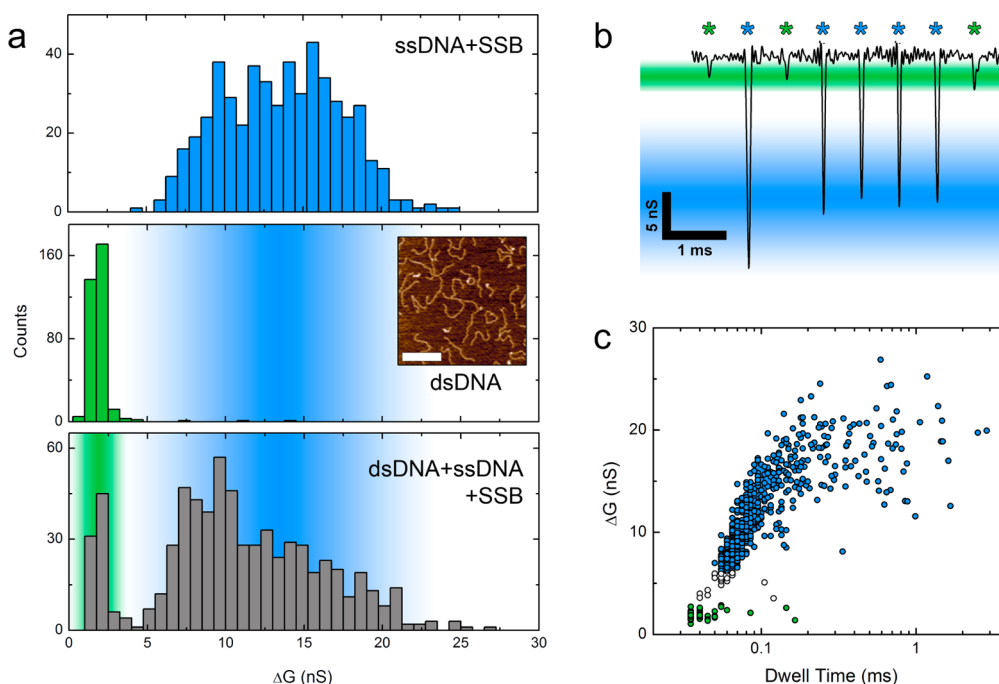 a
ssDNA+SSB
40
20
0
160
80
0
Counts
dsDNA
60
30
0
dsDNA+ssDNA
+SSB
0 5 10 15 20 25 30
ΔG (nS)
b
* * * * * * * *
5 nS
1 ms
c
30
20
10
0
ΔG (nS)
0.1 1
Dwell Time (ms)